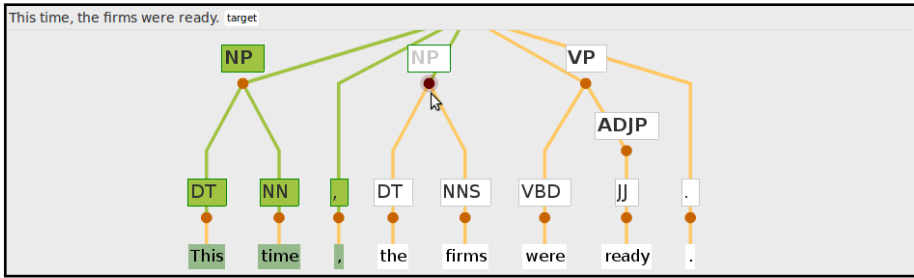 This time, the firms were ready. target
NP NP VP
ADJP
DT NN , DT NNS VBD JJ .
This time , the firms were ready .